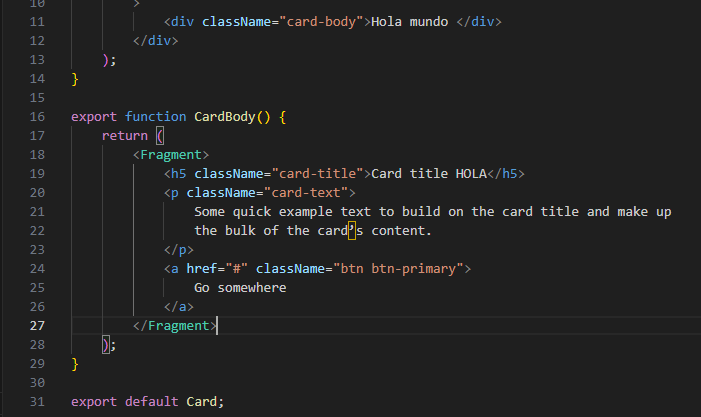 10 >
11 <div className="card-body">Hola mundo </div>
12 </div>
13 );
14 }
15
16 export function CardBody() {
17 return (
18 <Fragment>
19 <h5 className="card-title">Card title HOLA</h5>
20 <p className="card-text">
21 Some quick example text to build on the card title and make up
22 the bulk of the card’s content.
23 </p>
24 <a href="#" className="btn btn-primary">
25 Go somewhere
26 </a>
27 </Fragment>
28 );
29 }
30
31 export default Card;